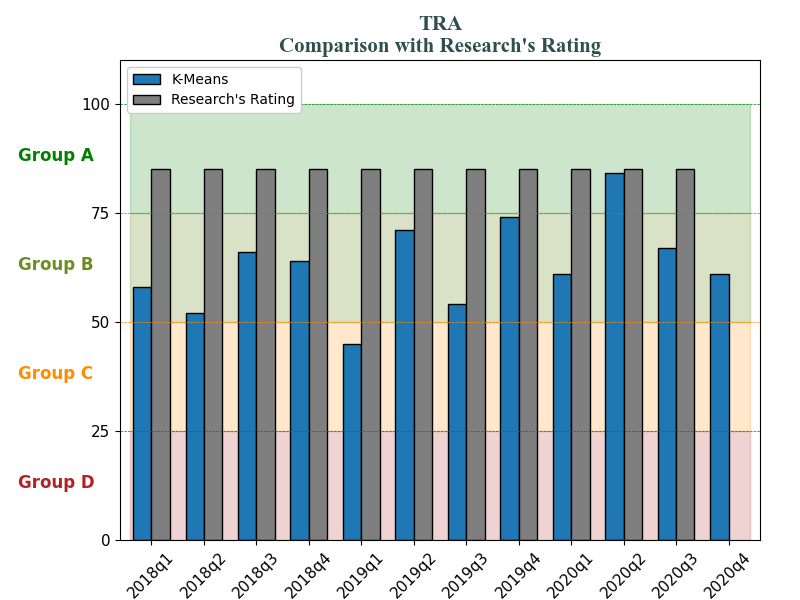 TRA
Comparison with Research's Rating
K-Means
Research's Rating
100
Group A
75
Group B
50
Group C
25
Group D
0
2018q1
2018q2
2018q3
2018q4
2019q1
2019q2
2019q3
2019q4
2020q1
2020q2
2020q3
2020q4